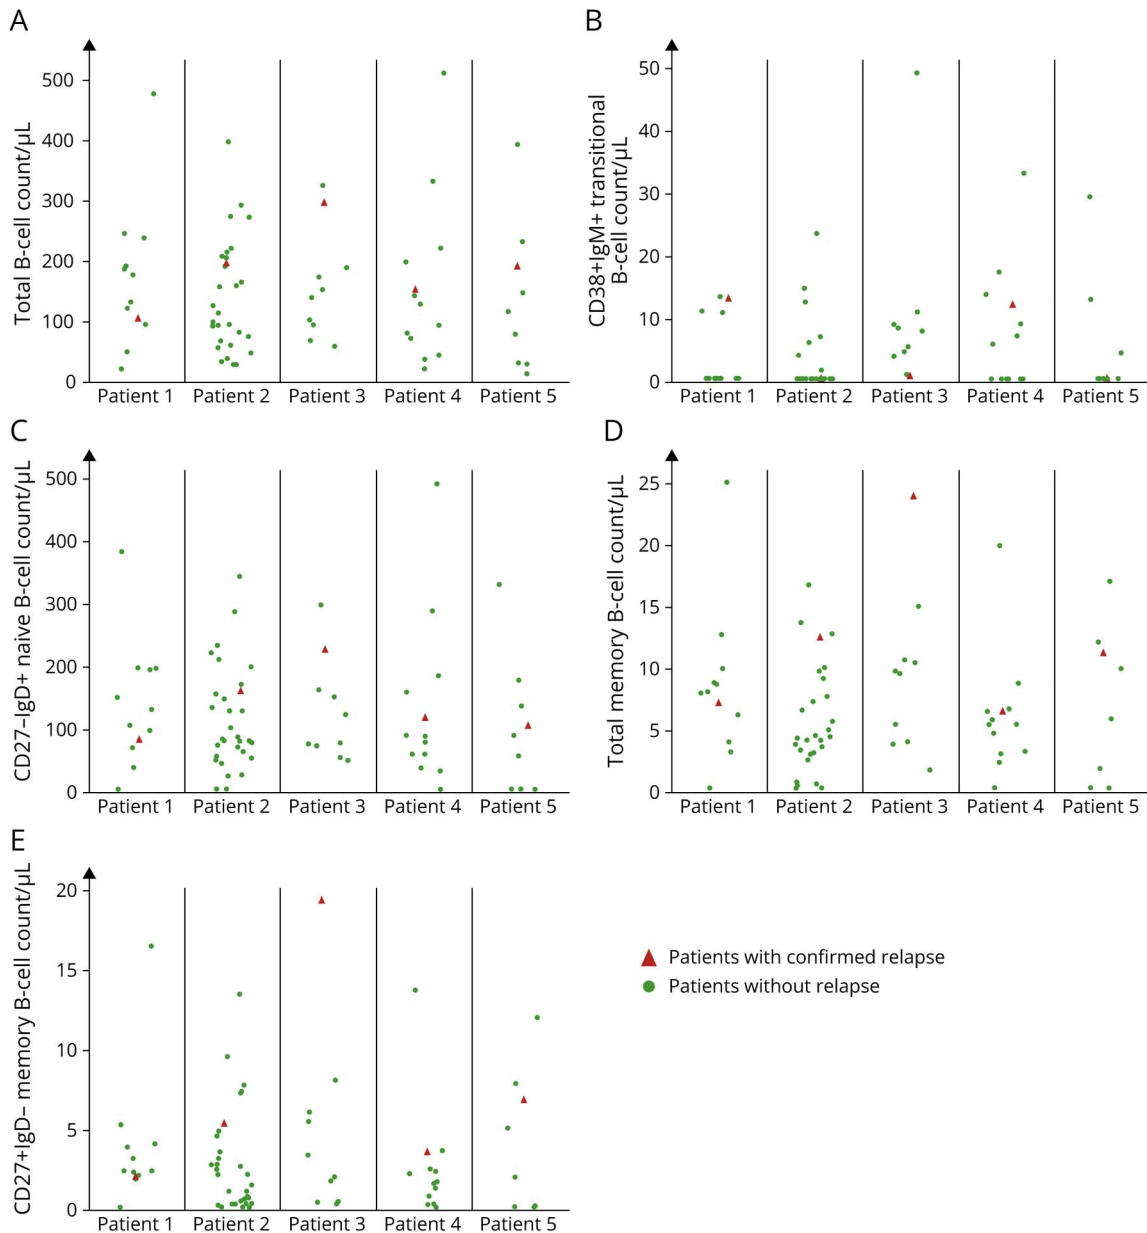 A
Total B-cell count/μL
500
400
300
200
100
0
Patient 1 Patient 2 Patient 3 Patient 4 Patient 5
B
CD38+IgM+ transitional
B-cell count/μL
50
40
30
20
10
0
Patient 1 Patient 2 Patient 3 Patient 4 Patient 5
C
CD27–IgD+ naive B-cell count/μL
500
400
300
200
100
0
Patient 1 Patient 2 Patient 3 Patient 4 Patient 5
D
Total memory B-cell count/μL
25
20
15
10
5
0
Patient 1 Patient 2 Patient 3 Patient 4 Patient 5
E
CD27+IgD– memory B-cell count/μL
20
15
10
5
0
Patient 1 Patient 2 Patient 3 Patient 4 Patient 5
Patients with confirmed relapse
Patients without relapse